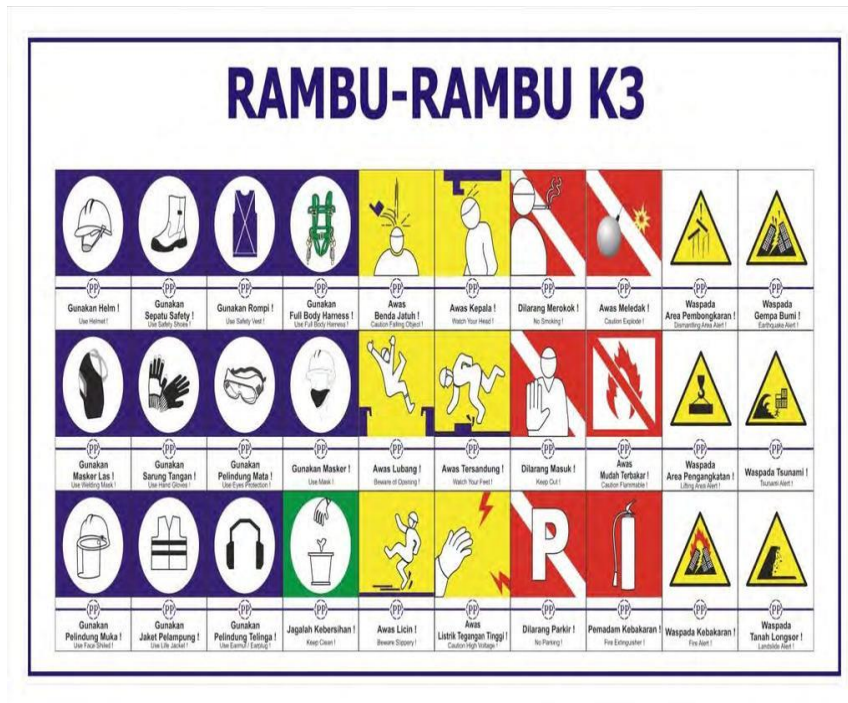 RAMBU-RAMBU K3
PP PP PP PP PP PP PP PP PP PP
Gunakan Helm !
Use Helmet !
Gunakan
Sepatu Safety !
Use Safety Shoes !
Gunakan Rompi !
Use Safety Vest !
Gunakan
Full Body Harness !
Use Full Body Harness !
Awas
Benda Jatuh !
Caution Falling Object !
Awas Kepala !
Watch Your Head !
Dilarang Merokok !
No Smoking !
Awas Meledak !
Caution Explode !
Waspada
Area Pembongkaran !
Dismantling Area Alert !
Waspada
Gempa Bumi !
Earthquake Alert !
PP PP PP PP PP PP PP PP PP PP
Gunakan
Masker Las !
Use Welding Mask !
Gunakan
Sarung Tangan !
Use Hand Gloves !
Gunakan
Pelindung Mata !
Use Eyes Protection !
Gunakan Masker !
Use Mask !
Awas Lubang !
Beware of Opening !
Awas Tersandung !
Watch Your Feet !
Dilarang Masuk !
Keep Out !
Awas
Mudah Terbakar !
Caution Flammable !
Waspada
Area Pengangkatan !
Lifting Area Alert !
Waspada Tsunami !
Tsunami Alert !
P
PP PP PP PP PP PP PP PP PP PP
Gunakan
Pelindung Muka !
Use Face Shiled !
Gunakan
Jaket Pelampung !
Use Life Jacket !
Gunakan
Pelindung Telinga !
Use Earmuf / Earplug !
Jagalah Kebersihan !
Keep Clean !
Awas Licin !
Beware Slippery !
Awas
Listrik Tegangan Tinggi !
Caution High Voltage !
Dilarang Parkir !
No Parking !
Pemadam Kebakaran !
Fire Extinguisher !
Waspada Kebakaran !
Fire Alert !
Waspada
Tanah Longsor !
Landslide Alert !